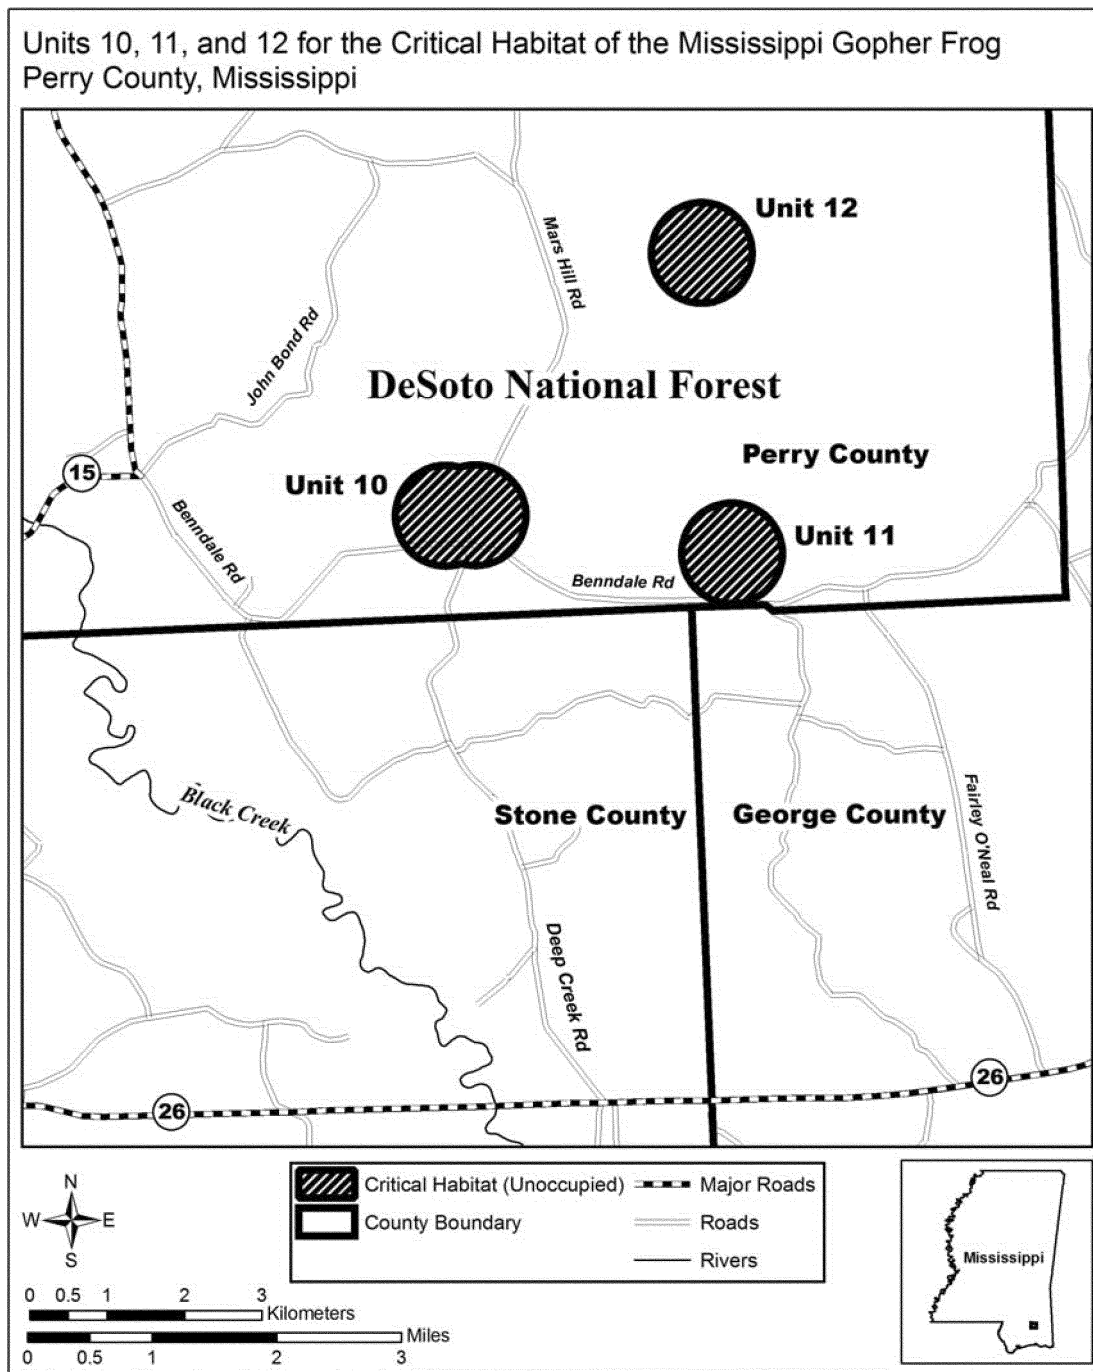 Units 10, 11, and 12 for the Critical Habitat of the Mississippi Gopher Frog
Perry County, Mississippi
Unit 12
Mars Hill Rd
John Bond Rd
DeSoto National Forest
Perry County
15
Unit 10
Benndale Rd
Unit 11
Benndale Rd
Black Creek
Stone County
George County
Fairley O'Neal Rd
Deep Creek Rd
26
26
N
W E
S
Critical Habitat (Unoccupied)
County Boundary
Major Roads
Roads
Rivers
Mississippi
0 0.5 1 2 3
Kilometers
Miles
0 0.5 1 2 3